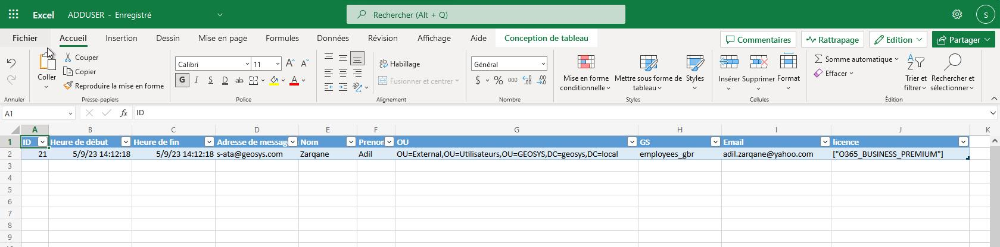 Excel ADDUSER - Enregistré Rechercher (Alt + Q) S
Fichier Accueil Insertion Dessin Mise en page Formules Données Révision Affichage Aide Conception de tableau Commentaires Rattrapage Edition Partager
Coller Couper
Copier
Reproduire la mise en forme
Calibri 11 A A
G I S D ab A
ab Habillage
Fusionner et centrer
Général
$ % 000 ,00
Mise en forme conditionnelle Mettre sous forme de tableau Styles
Insérer Supprimer Format
Somme automatique
Effacer
Trier et filtrer Rechercher et sélectionner
Annuler Presse-papiers Police Alignement Nombre Styles Cellules Édition
A1 fx ID
A B C D E F G H I J K
1 ID Heure de début Heure de fin Adresse de messag Nom Prenom OU GS Email licence
2 21 5/9/23 14:12:18 5/9/23 14:12:18 s-ata@geosys.com Zarqane Adil OU=External,OU=Utilisateurs,OU=GEOSYS,DC=geosys,DC=local employees_gbr adil.zarqane@yahoo.com ["O365_BUSINESS_PREMIUM"]
3
4
5
6
7
8
9